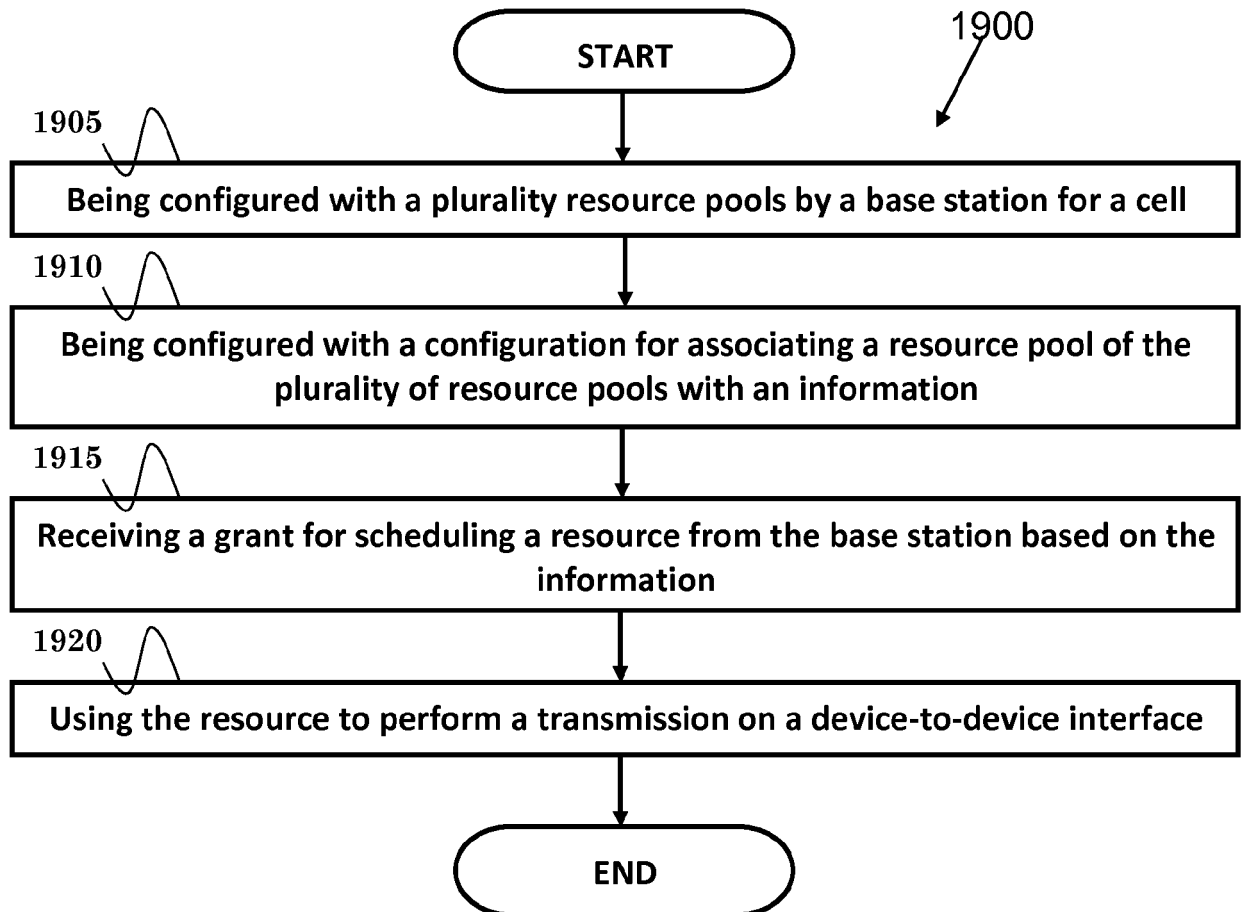 START
1900
1905
Being configured with a plurality resource pools by a base station for a cell
1910
Being configured with a configuration for associating a resource pool of the
plurality of resource pools with an information
1915
Receiving a grant for scheduling a resource from the base station based on the
information
1920
Using the resource to perform a transmission on a device-to-device interface
END